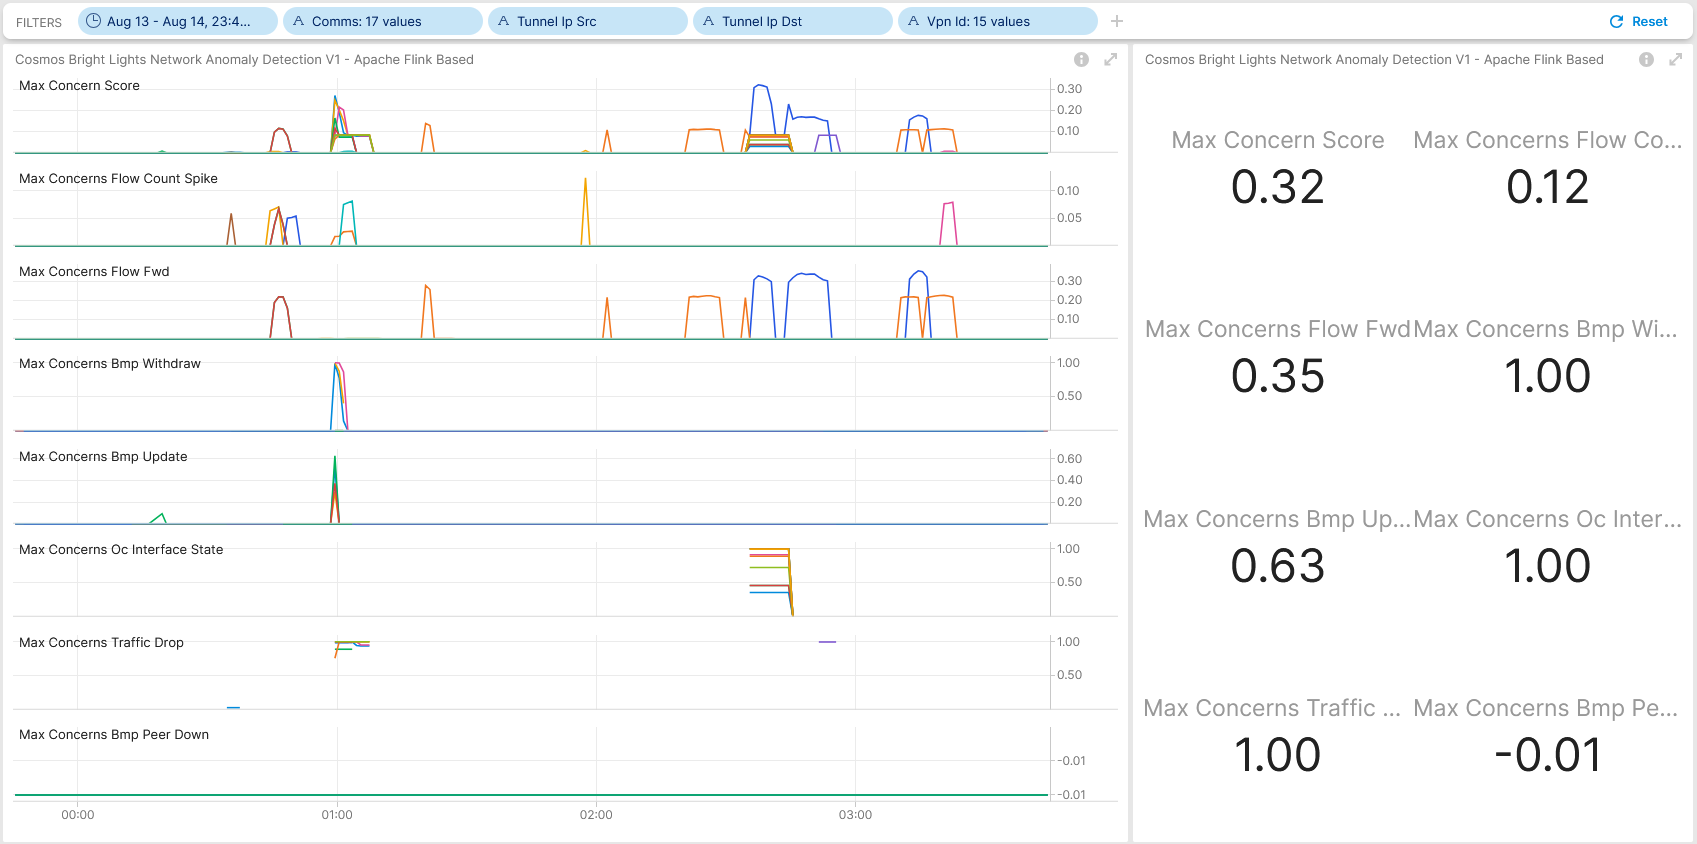 FILTERS
Aug 13 - Aug 14, 23:4...
Comms: 17 values
Tunnel Ip Src
Tunnel Ip Dst
Vpn Id: 15 values
Reset
Cosmos Bright Lights Network Anomaly Detection V1 - Apache Flink Based
Max Concern Score
0.30
0.20
0.10
Max Concerns Flow Count Spike
0.10
0.05
Max Concerns Flow Fwd
0.30
0.20
0.10
Max Concerns Bmp Withdraw
1.00
0.50
Max Concerns Bmp Update
0.60
0.40
0.20
Max Concerns Oc Interface State
1.00
0.50
Max Concerns Traffic Drop
1.00
0.50
Max Concerns Bmp Peer Down
-0.01
-0.01
00:00
01:00
02:00
03:00
Cosmos Bright Lights Network Anomaly Detection V1 - Apache Flink Based
Max Concern Score
0.32
Max Concerns Flow Co...
0.12
Max Concerns Flow Fwd
0.35
Max Concerns Bmp Wi...
1.00
Max Concerns Bmp Up...
0.63
Max Concerns Oc Inter...
1.00
Max Concerns Traffic ...
1.00
Max Concerns Bmp Pe...
-0.01